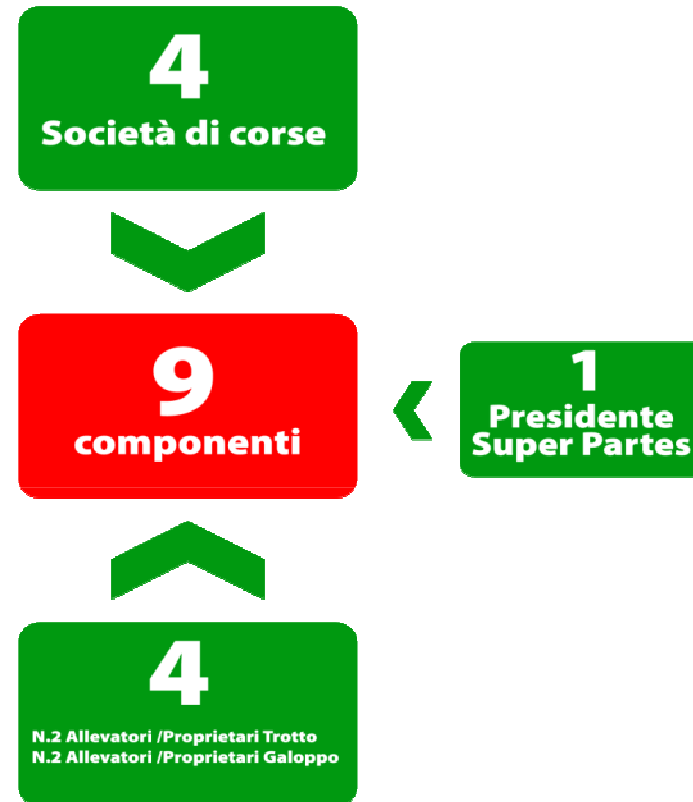 4
Società di corse
9
componenti
1
Presidente
Super Partes
4
N.2 Allevatori /Proprietari Trotto
N.2 Allevatori /Proprietari Galoppo